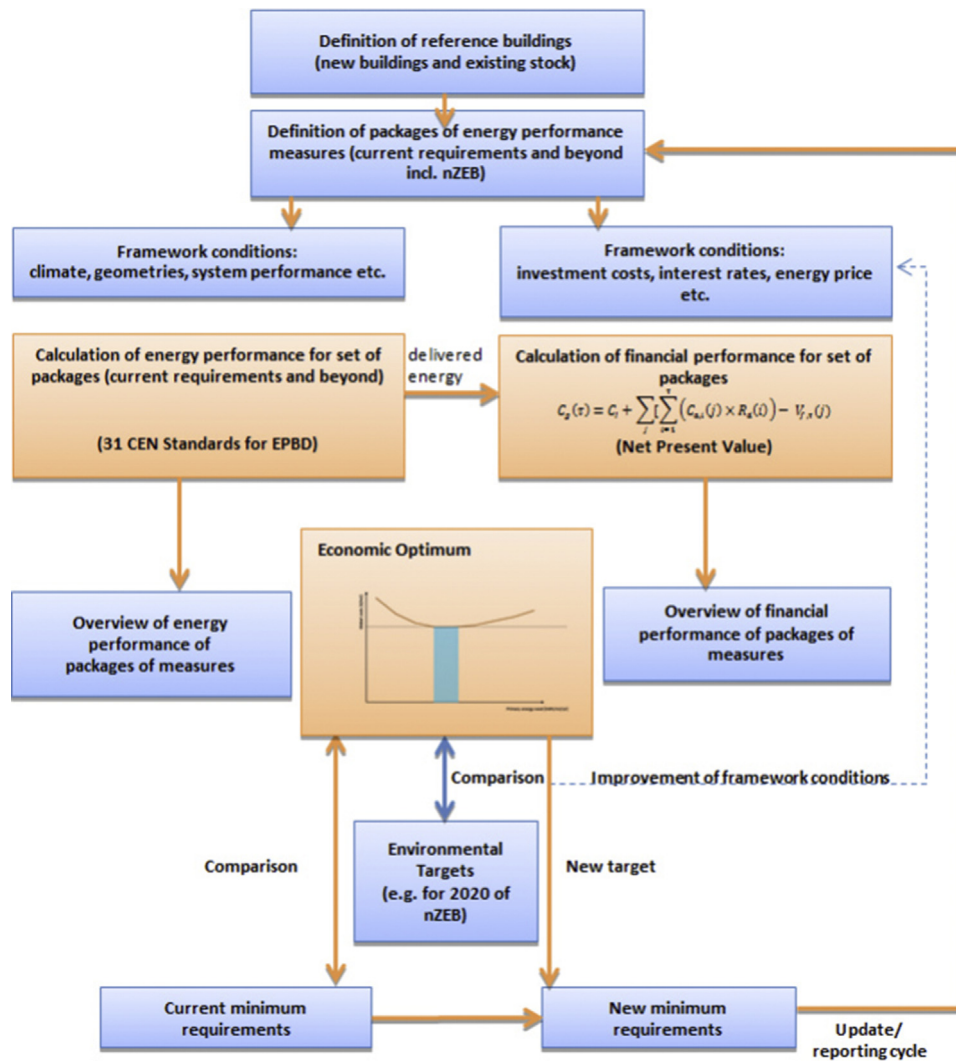 Definition of reference buildings
(new buildings and existing stock)
Definition of packages of energy performance
measures (current requirements and beyond
incl. nZEB)
Framework conditions:
climate, geometries, system performance etc.
Framework conditions:
investment costs, interest rates, energy price
etc.
Calculation of energy performance for set of
packages (current requirements and beyond)
(31 CEN Standards for EPBD)
delivered
energy
Calculation of financial performance for set of
packages
(Net Present Value)
Economic Optimum
Overview of energy
performance of
packages of measures
Overview of financial
performance of packages of
measures
Comparison
Improvement of framework conditions
Environmental
Targets
(e.g. for 2020 of
nZEB)
Comparison
New target
Current minimum
requirements
New minimum
requirements
Update/
reporting cycle